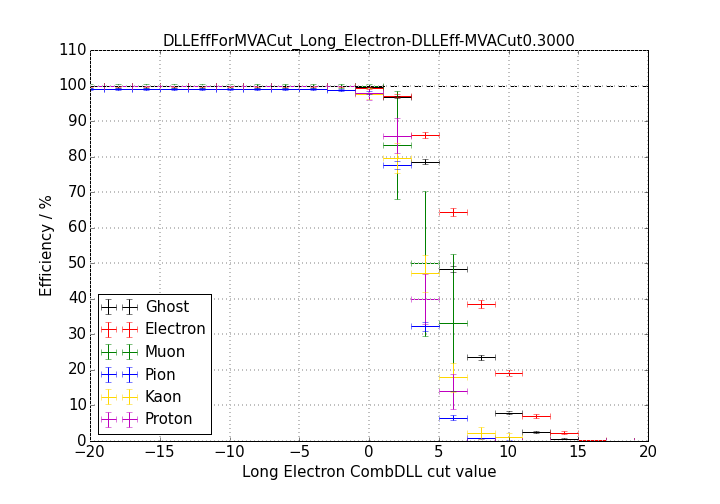 DLLEffForMVACut_Long_Electron-DLLEff-MVACut0.3000
110
100
90
80
70
60
50
40
30
20
10
0
Efficiency / %
Ghost
Electron
Muon
Pion
Kaon
Proton
−20 −15 −10 −5 0 5 10 15 20
Long Electron CombDLL cut value